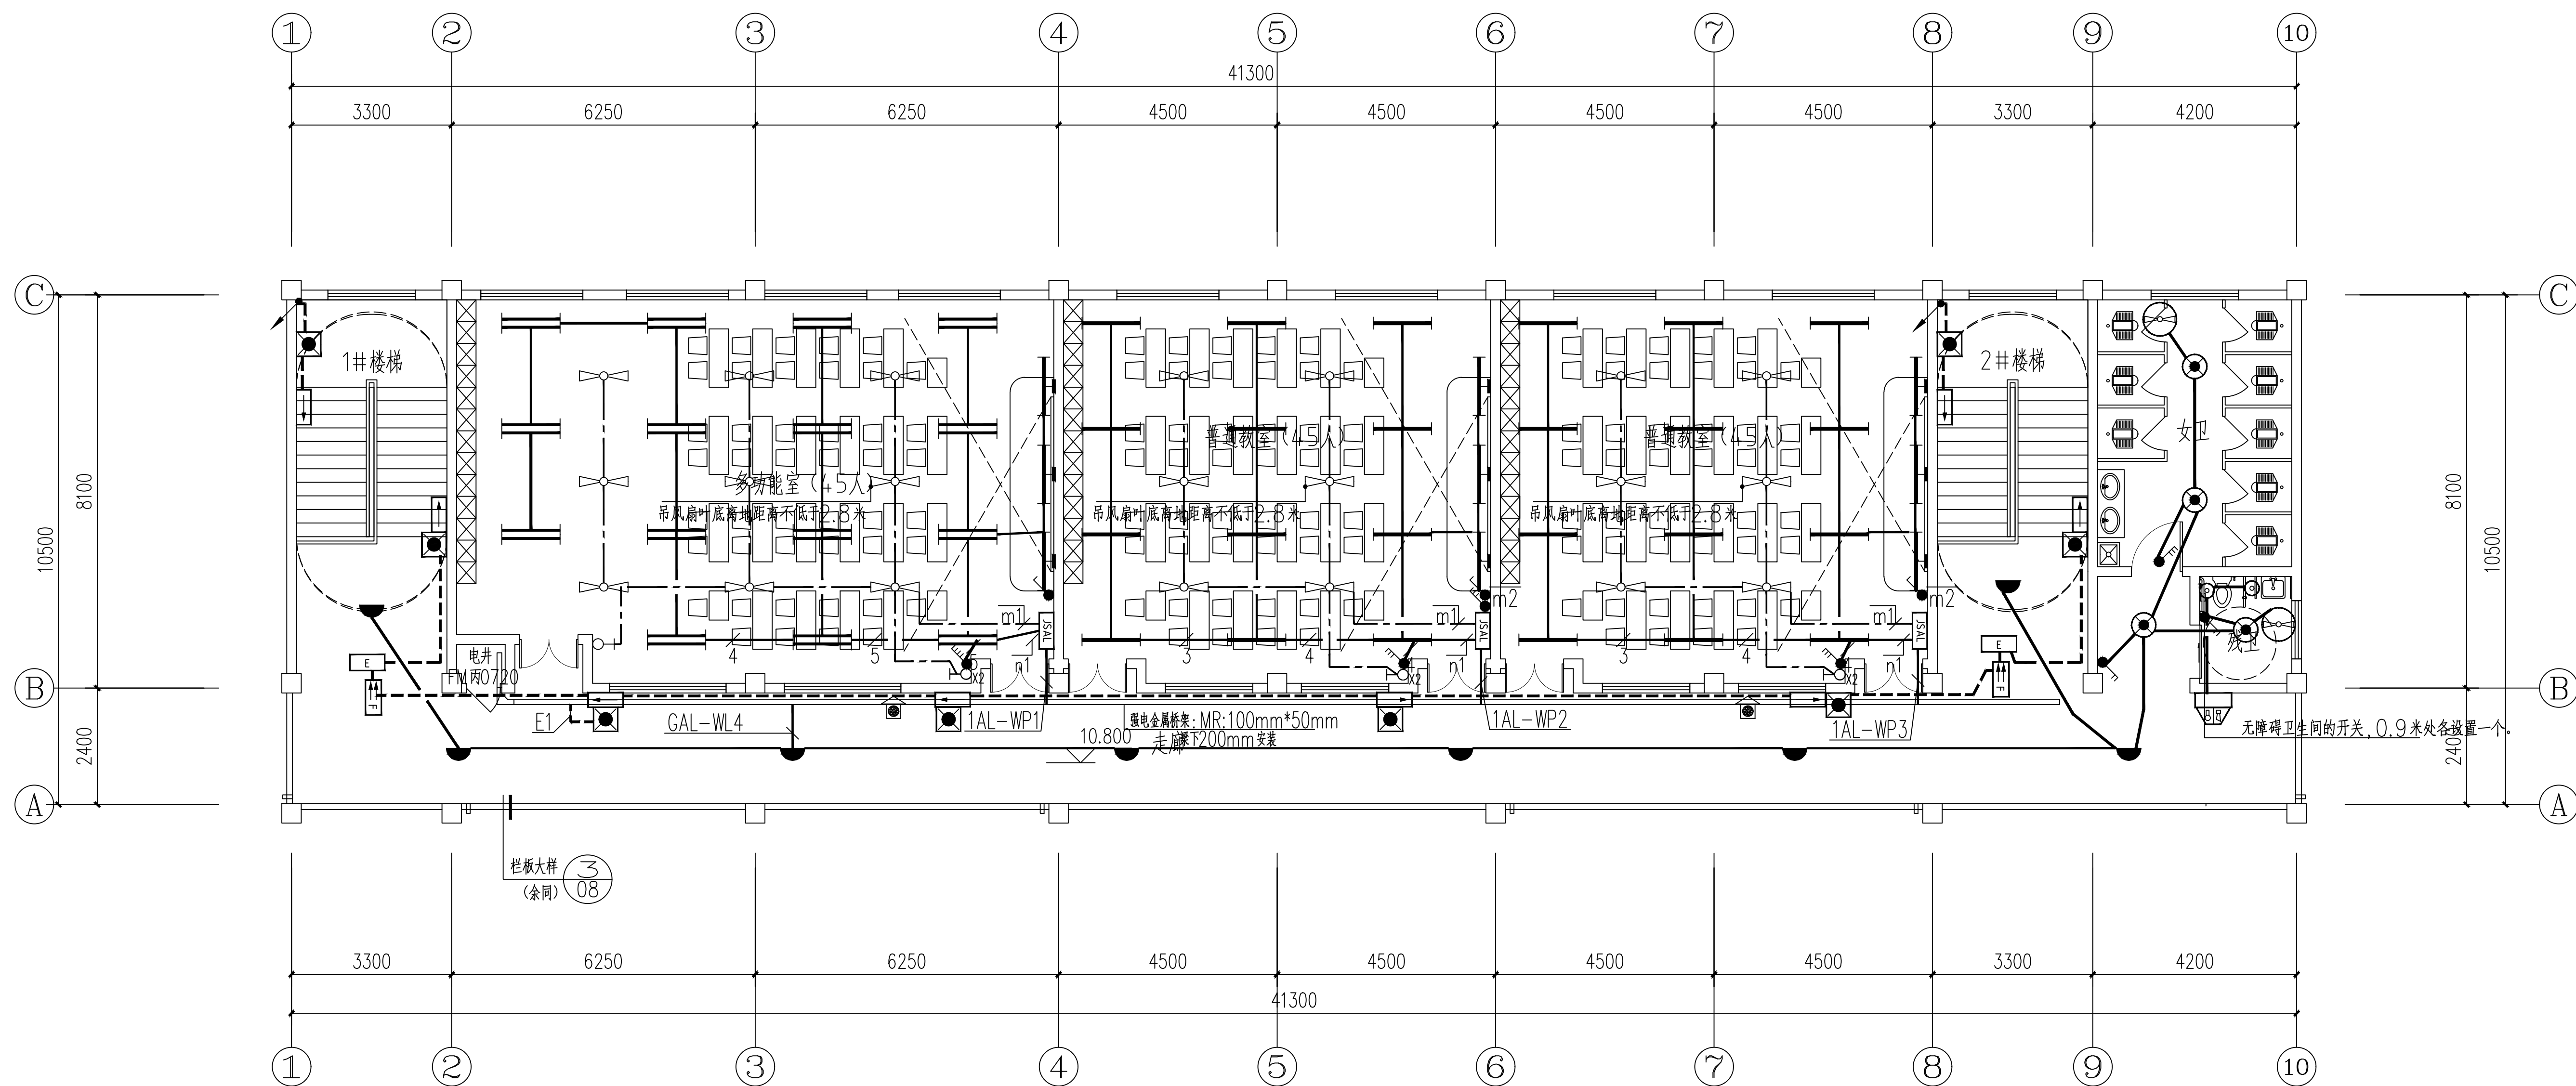 1 2 3 4 5 6 7 8 9 10
41300
3300 6250 6250 4500 4500 4500 4500 3300 4200
C C
1#楼梯 2#楼梯
普通教室(45人) 普通教室(45人) 女卫
8100 多功能室(45人) 8100
吊风扇叶底离地距离不低于2.8米 吊风扇叶底离地距离不低于2.8米 吊风扇叶底离地距离不低于2.8米
10500 10500
m2 m2
m1 m1 m1
JSAL JSAL JSAL
4 5 3 4 3 4
n1 n1 n1
E E E
残卫
电井
FM丙0720
X2 X2 X2
B B
F F
E1 GAL-WL4 1AL-WP1 强电金属桥架:MR:100mm*50mm 1AL-WP2 1AL-WP3
梁下200mm安装
10.800 走廊
无障碍卫生间的开关,0.9米处各设置一个。
2400 2400
A A
栏板大样 3
(余同) 08
3300 6250 6250 4500 4500 4500 4500 3300 4200
41300
1 2 3 4 5 6 7 8 9 10